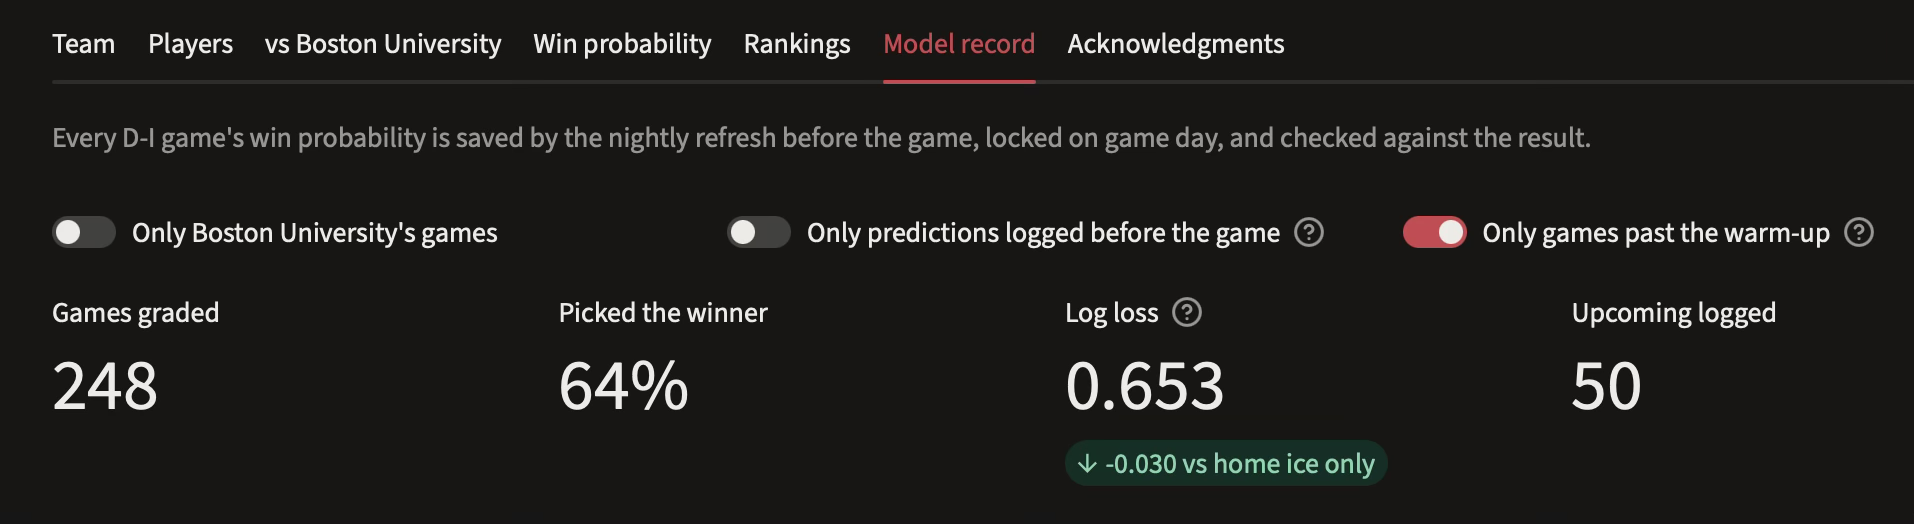 Team Players vs Boston University Win probability Rankings Model record Acknowledgments
Every D-I game's win probability is saved by the nightly refresh before the game, locked on game day, and checked against the result.
Only Boston University's games Only predictions logged before the game ? Only games past the warm-up ?
Games graded Picked the winner Log loss ? Upcoming logged
248 64% 0.653 50
↓ -0.030 vs home ice only